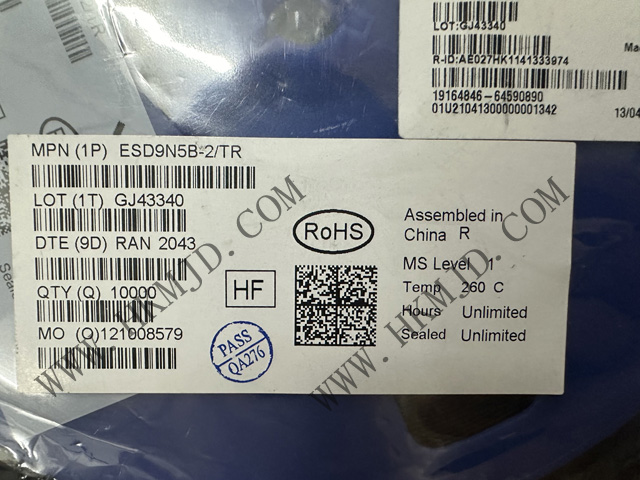 LOT:GJ43340
R-ID:AE027HK1141333974
19164846-64590890
01U21041300000001342
13/04
MPN (1P) ESD9N5B-2/TR
LOT (1T) GJ43340
DTE (9D) RAN 2043
QTY (Q) 10000
MO (Q)121008579
HF
RoHS
PASS
QA276
Assembled in
China R
MS Level 1
Temp 260 C
Hours Unlimited
Sealed Unlimited
WWW.HKMJD.COM
WWW.HKMJD.COM